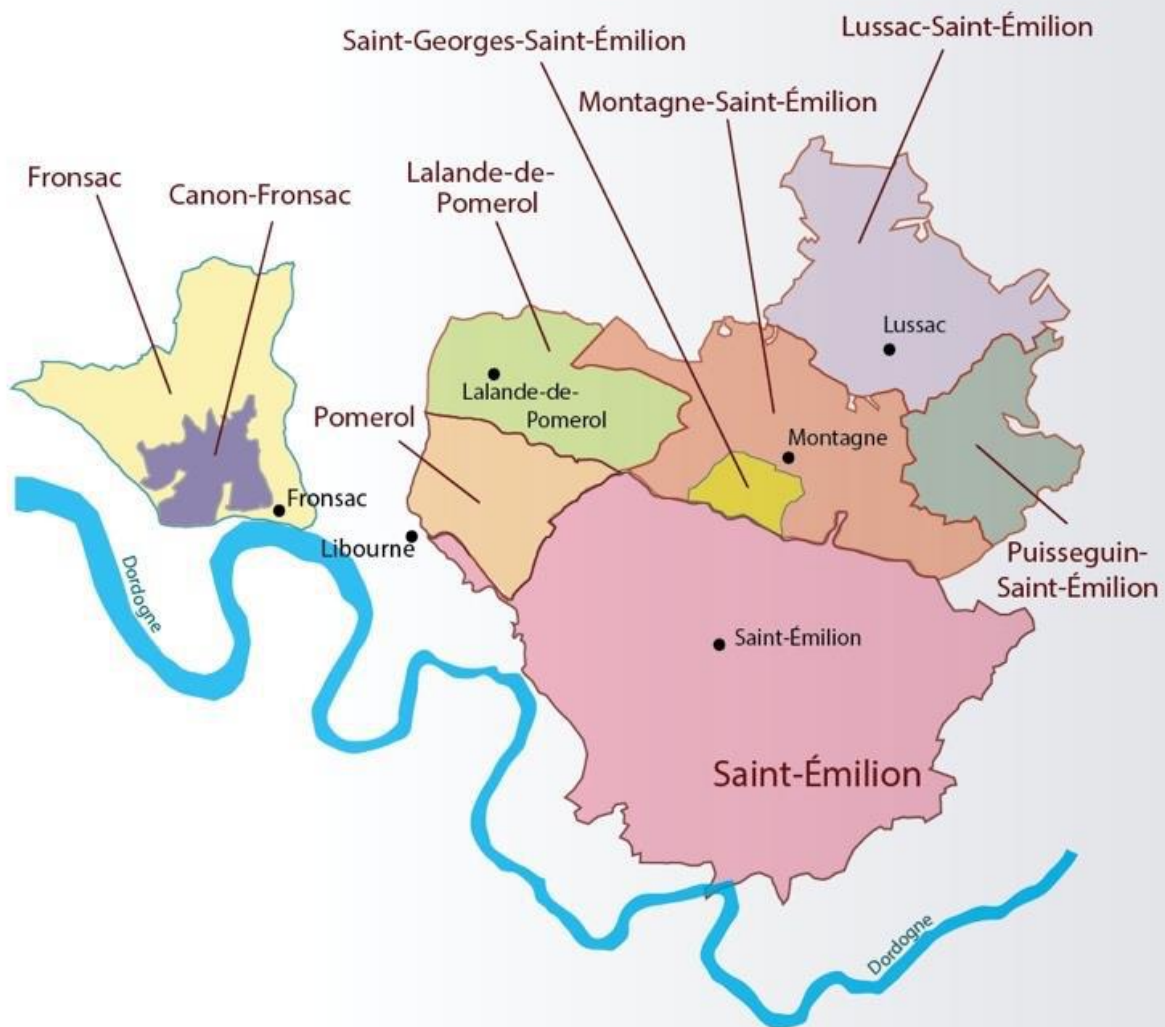 Saint-Georges-Saint-Émilion
Lussac-Saint-Émilion
Montagne-Saint-Émilion
Fronsac
Canon-Fronsac
Lalande-de-
Pomerol
Lussac
Lalande-de-
Pomerol
Pomerol
Montagne
Fronsac
Libourne
Puisseguin-
Saint-Émilion
Dordogne
Saint-Émilion
Saint-Émilion
Dordogne